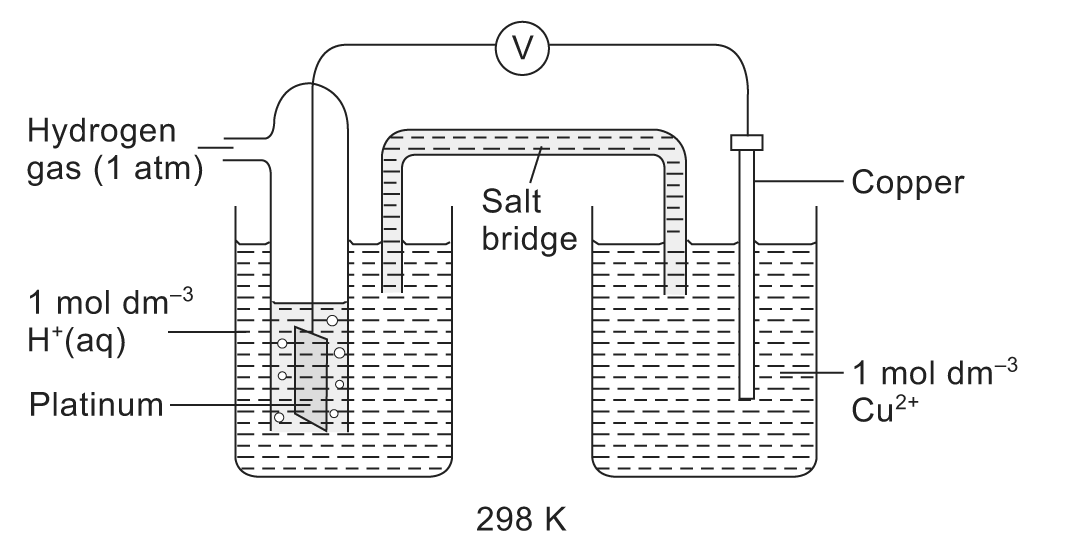 V
Hydrogen
gas (1 atm)
Salt
bridge
Copper
1 mol dm⁻³
H⁺(aq)
Platinum
1 mol dm⁻³
Cu²⁺
298 K